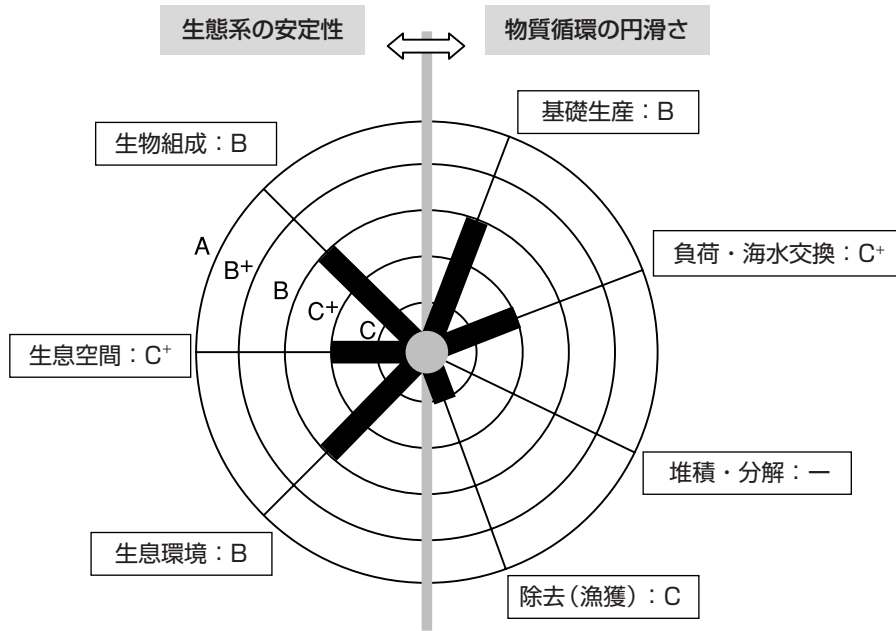 生態系の安定性
物質循環の円滑さ
基礎生産：B
生物組成：B
負荷・海水交換：C⁺
A
B⁺
B
C⁺
C
生息空間：C⁺
堆積・分解：ー
生息環境：B
除去（漁獲）：C